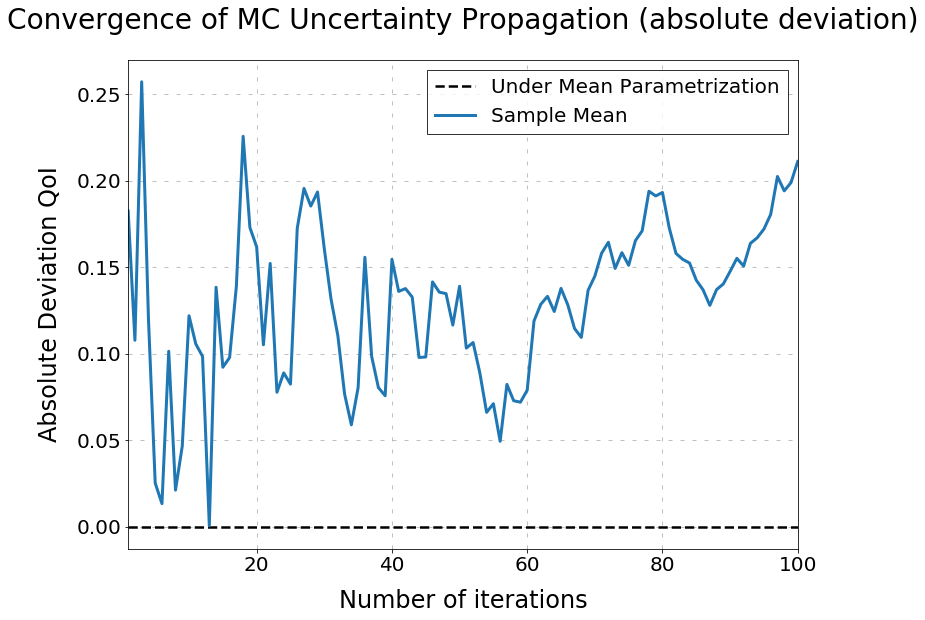 Convergence of MC Uncertainty Propagation (absolute deviation)
Under Mean Parametrization
Sample Mean
Absolute Deviation QoI
0.25
0.20
0.15
0.10
0.05
0.00
20
40
60
80
100
Number of iterations